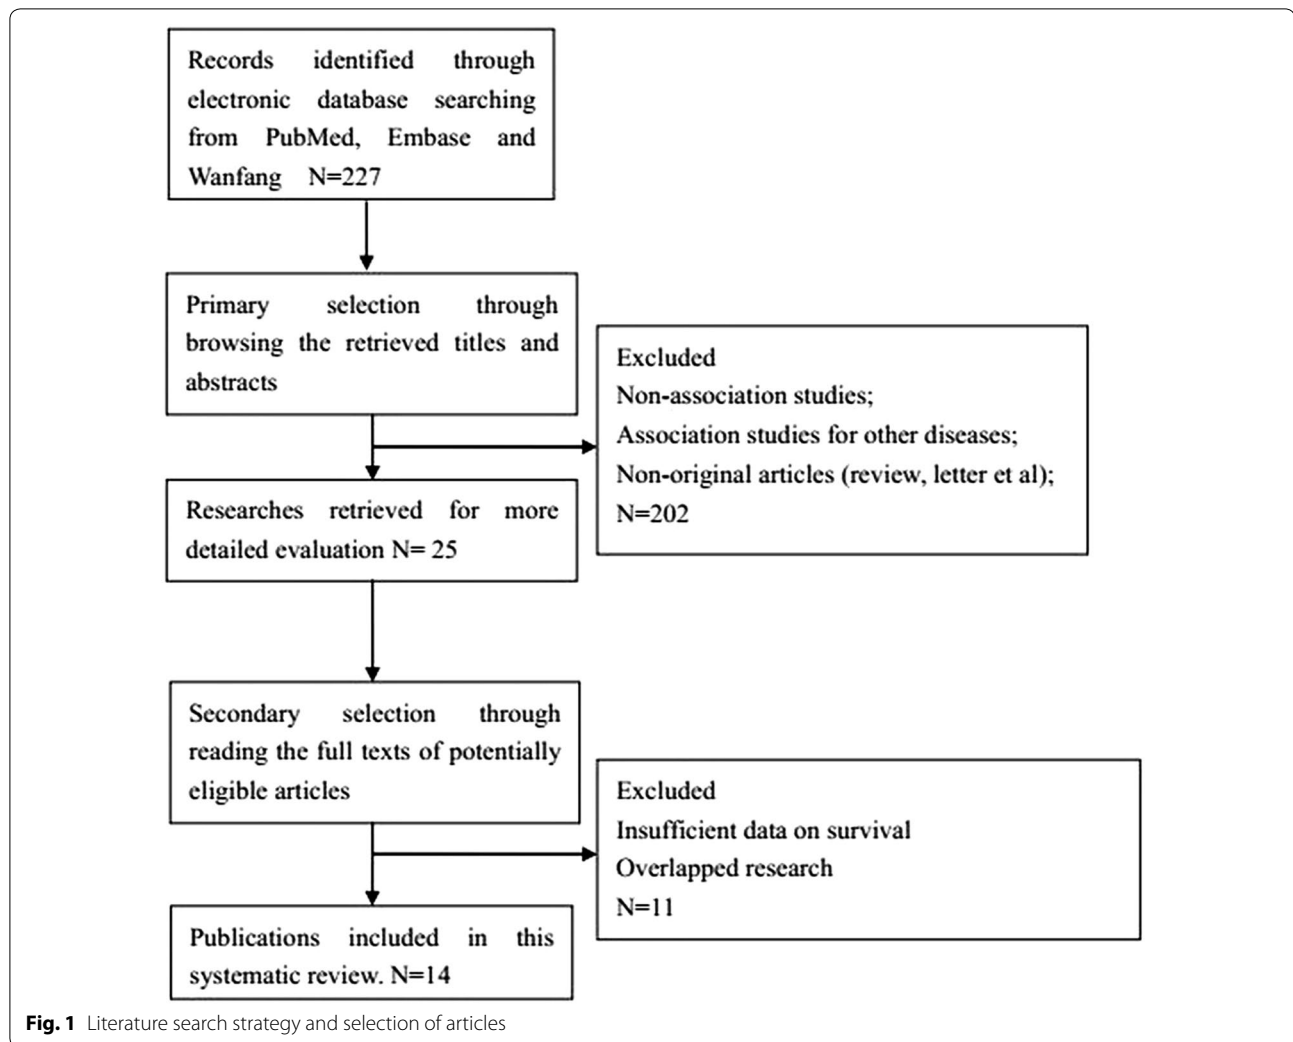 Records identified through
electronic database searching
from PubMed, Embase and
Wanfang N=227
Primary selection through
browsing the retrieved titles and
abstracts
Excluded
Non-association studies;
Association studies for other diseases;
Non-original articles (review, letter et al);
N=202
Researches retrieved for more
detailed evaluation N= 25
Secondary selection through
reading the full texts of potentially
eligible articles
Excluded
Insufficient data on survival
Overlapped research
N=11
Publications included in this
systematic review. N=14
Fig. 1 Literature search strategy and selection of articles